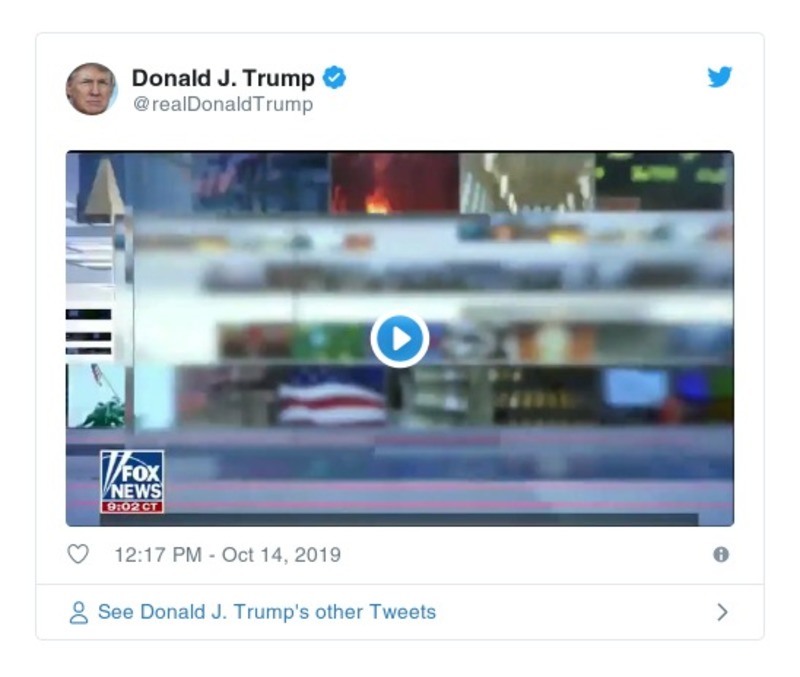 Donald J. Trump
@realDonaldTrump
FOX
NEWS
9:02 CT
12:17 PM - Oct 14, 2019
See Donald J. Trump's other Tweets